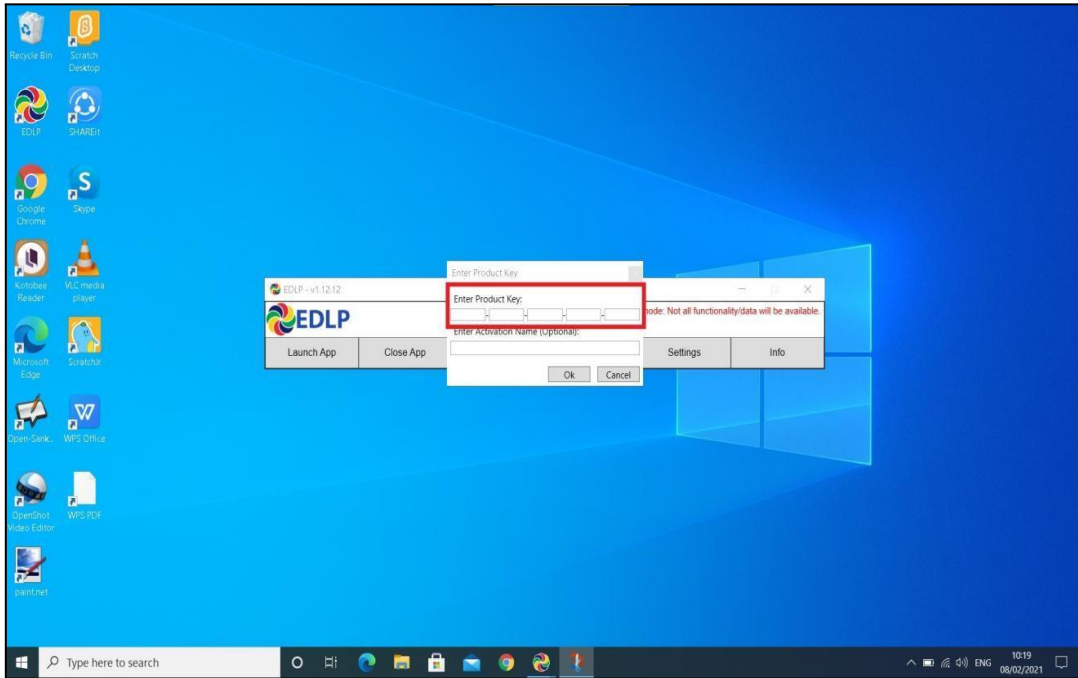 Recycle Bin
Scratch
Desktop
EDLP
SHAREit
Google
Chrome
Skype
Kotobee
Reader
VLC media
player
Microsoft
Edge
ScratchJr
Open-Sank...
WPS Office
OpenShot
Video Editor
WPS PDF
paint.net
Enter Product Key
EDLP - v1.12.12
Enter Product Key:
- - - -
EDLP
node: Not all functionality/data will be available.
Enter Activation Name (Optional):
Launch App
Close App
Settings
Info
Ok
Cancel
Type here to search
ENG
10:19
08/02/2021